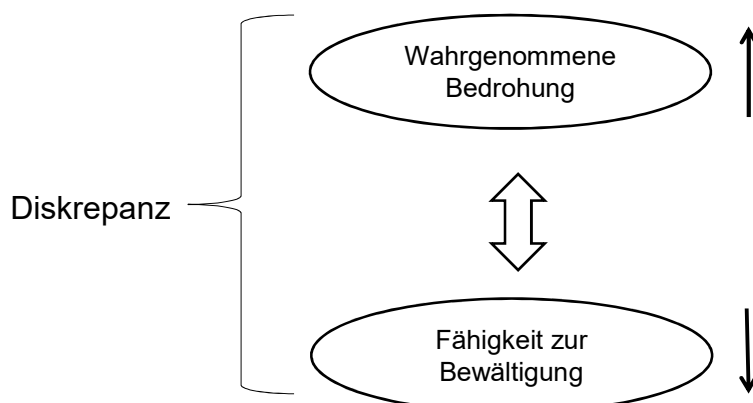 Wahrgenommene
Bedrohung
Diskrepanz
Fähigkeit zur
Bewältigung